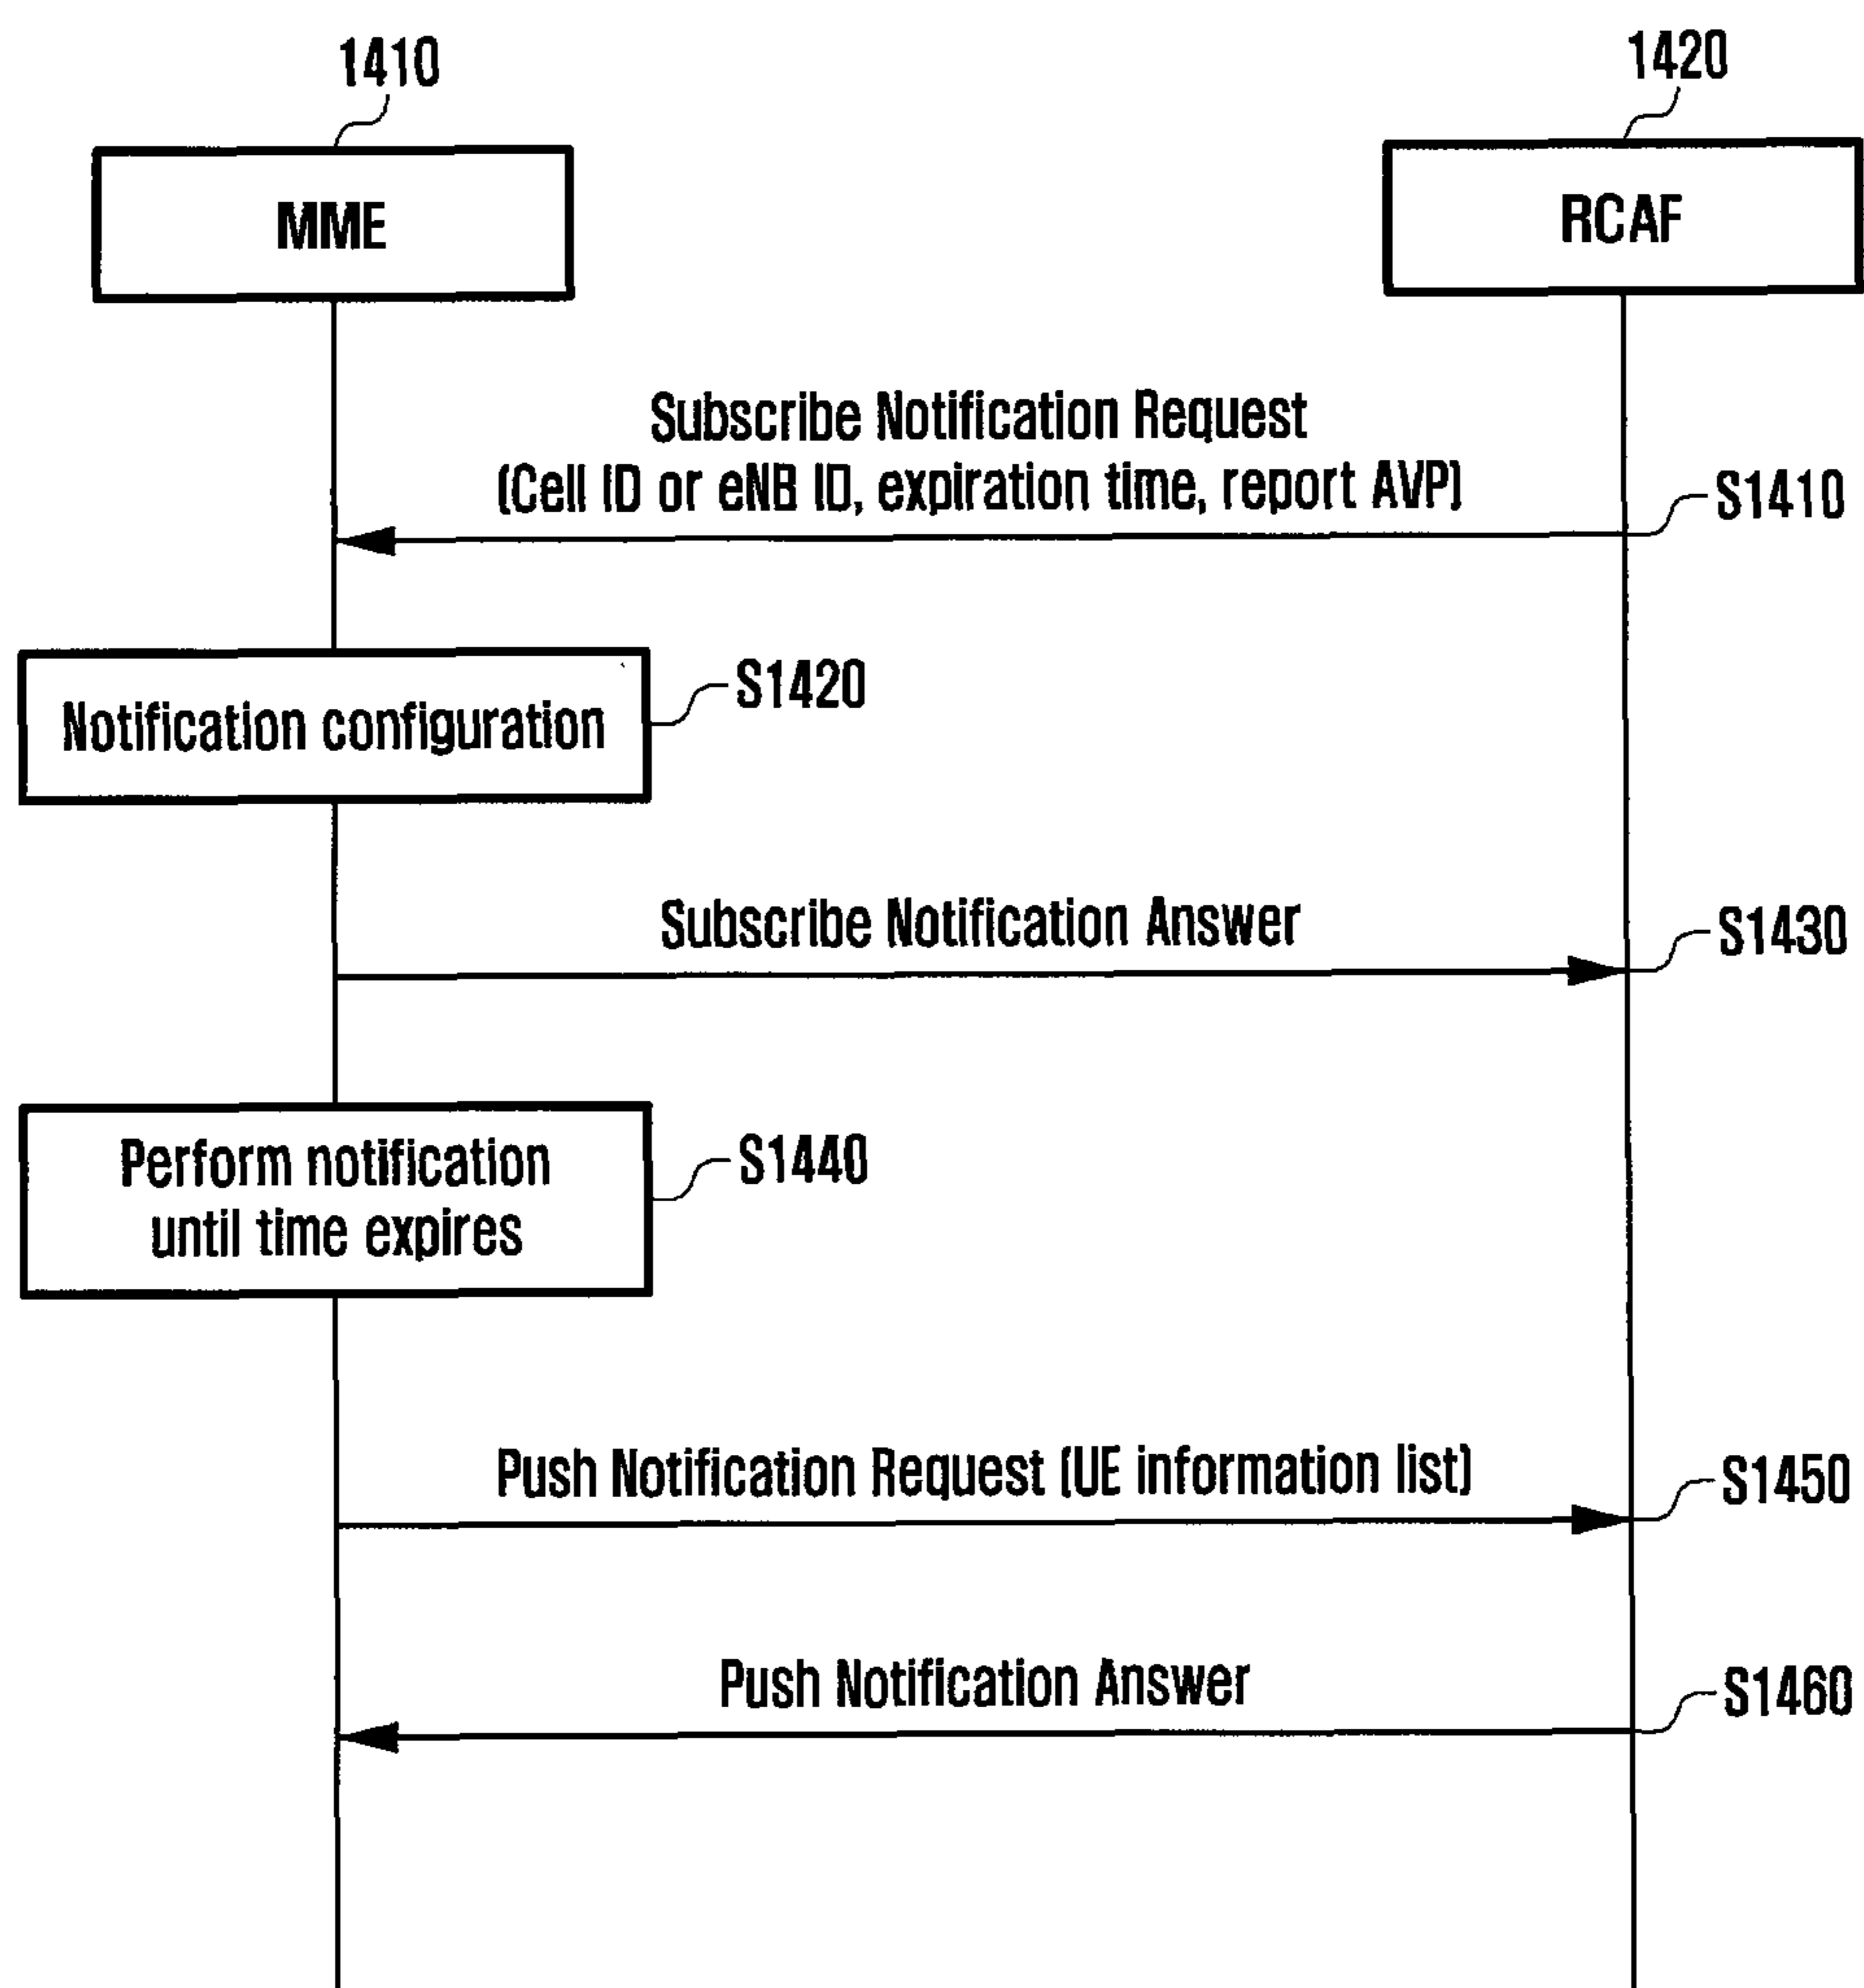 1410
1420
MME
RCAF
Subscribe Notification Request
(Cell ID or eNB ID, expiration time, report AVP)
S1410
Notification configuration
S1420
Subscribe Notification Answer
S1430
Perform notification
until time expires
S1440
Push Notification Request (UE information list)
S1450
Push Notification Answer
S1460